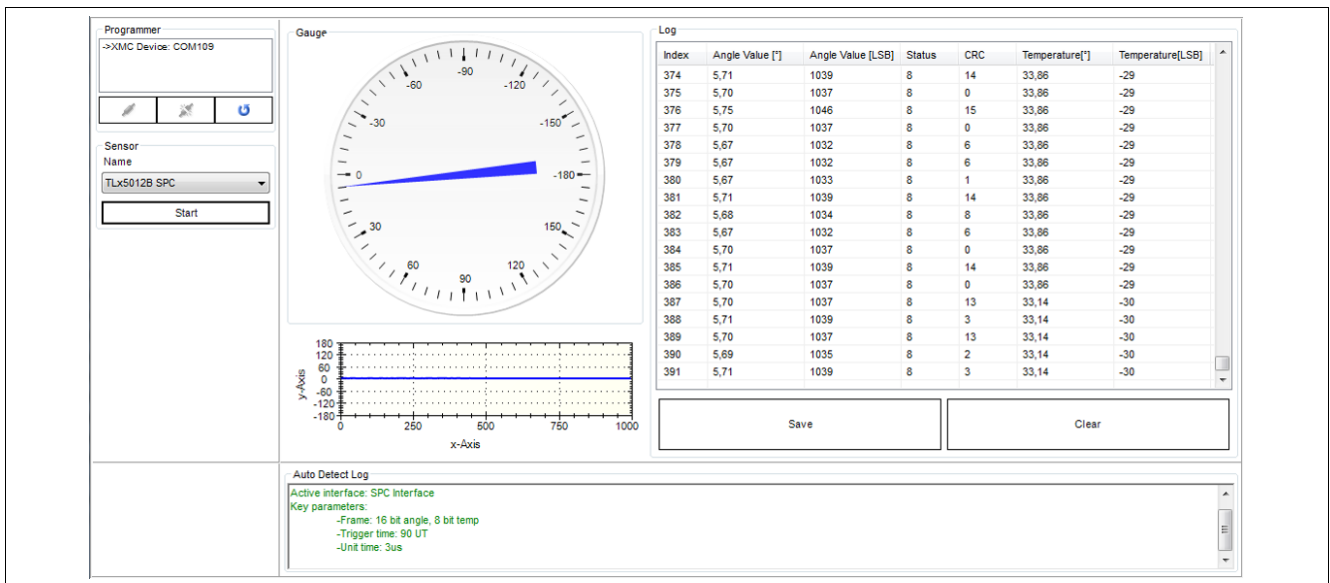 Programmer
->XMC Device: COM109
Sensor
Name
TLx5012B SPC
Start
Gauge
-90
-60 -120
-30 -150
0 -180
30 150
60 120
90
180
120
60
0
-60
-120
-180
y-Axis
0 250 500 750 1000
x-Axis
Log
Index Angle Value [°] Angle Value [LSB] Status CRC Temperature[°] Temperature[LSB]
374 5,71 1039 8 14 33,86 -29
375 5,70 1037 8 0 33,86 -29
376 5,75 1046 8 15 33,86 -29
377 5,70 1037 8 0 33,86 -29
378 5,67 1032 8 6 33,86 -29
379 5,67 1032 8 6 33,86 -29
380 5,67 1033 8 1 33,86 -29
381 5,71 1039 8 14 33,86 -29
382 5,68 1034 8 8 33,86 -29
383 5,67 1032 8 6 33,86 -29
384 5,70 1037 8 0 33,86 -29
385 5,71 1039 8 14 33,86 -29
386 5,70 1037 8 0 33,86 -29
387 5,70 1037 8 13 33,14 -30
388 5,71 1039 8 3 33,14 -30
389 5,70 1037 8 13 33,14 -30
390 5,69 1035 8 2 33,14 -30
391 5,71 1039 8 3 33,14 -30
Save Clear
Auto Detect Log
Active interface: SPC Interface
Key parameters:
-Frame: 16 bit angle, 8 bit temp
-Trigger time: 90 UT
-Unit time: 3us